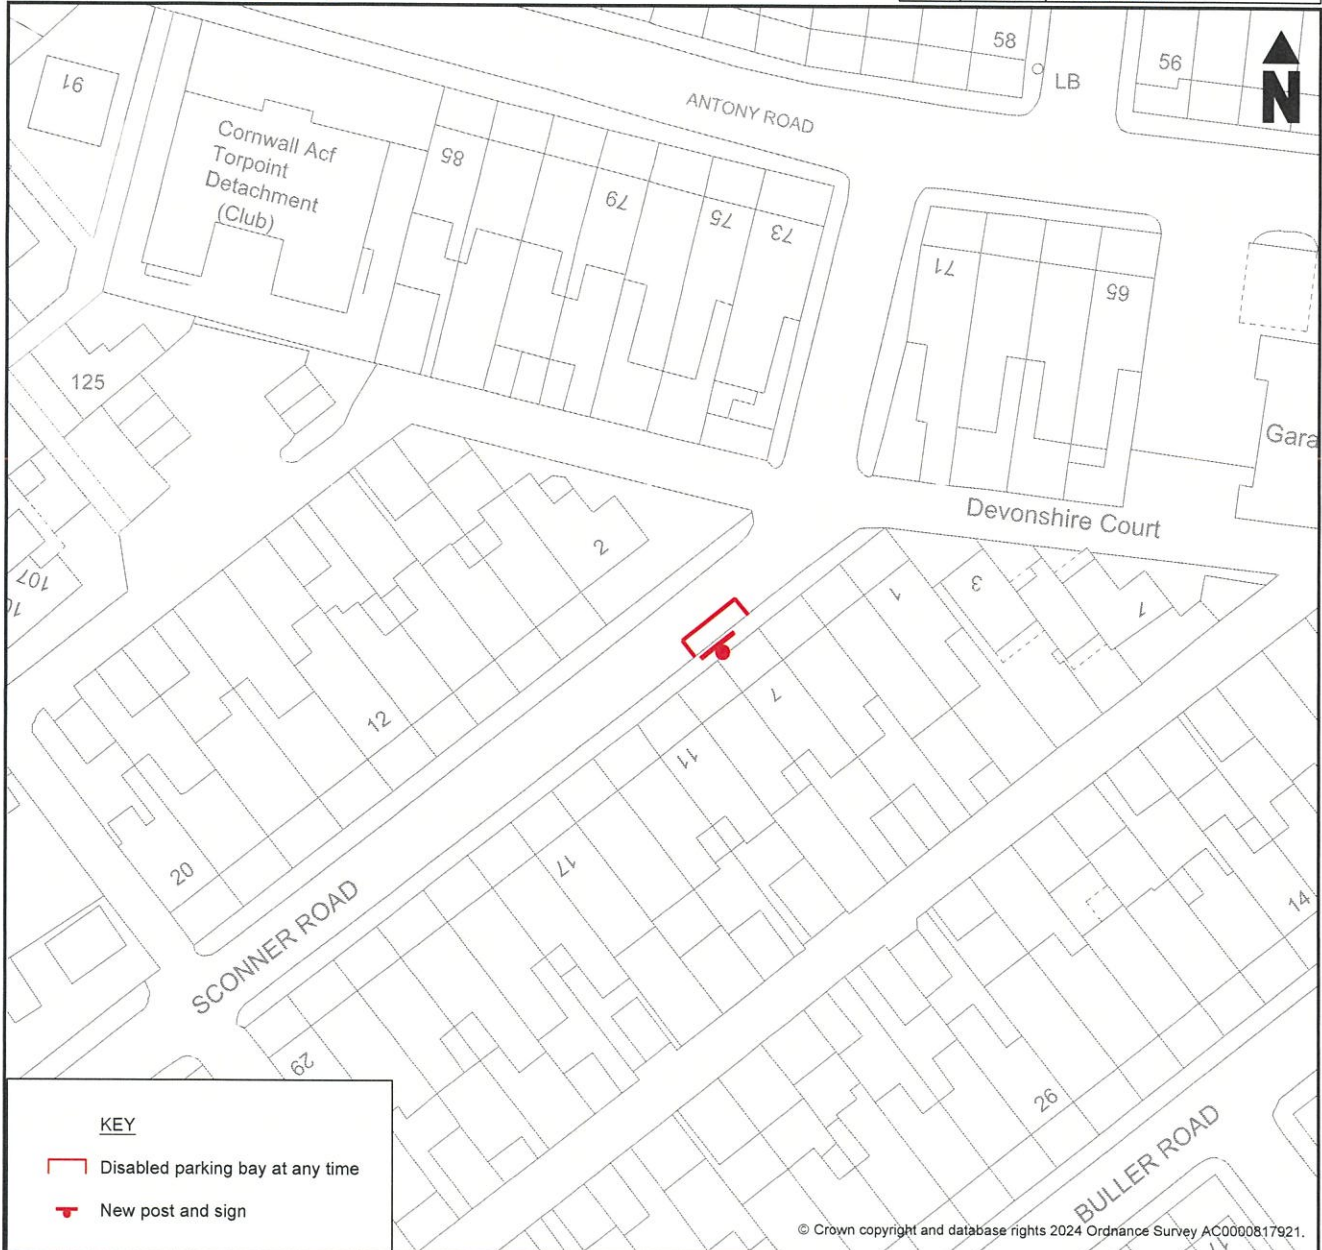 58
56
LB
N
91
ANTONY ROAD
Cornwall Acf
Torpoint
Detachment
(Club)
85
79
75
73
71
65
125
Gara
Devonshire Court
2
107
1
3
1
7
12
11
17
20
14
SCONNER ROAD
29
26
BULLER ROAD
KEY
Disabled parking bay at any time
New post and sign
© Crown copyright and database rights 2024 Ordnance Survey AC0000817921.